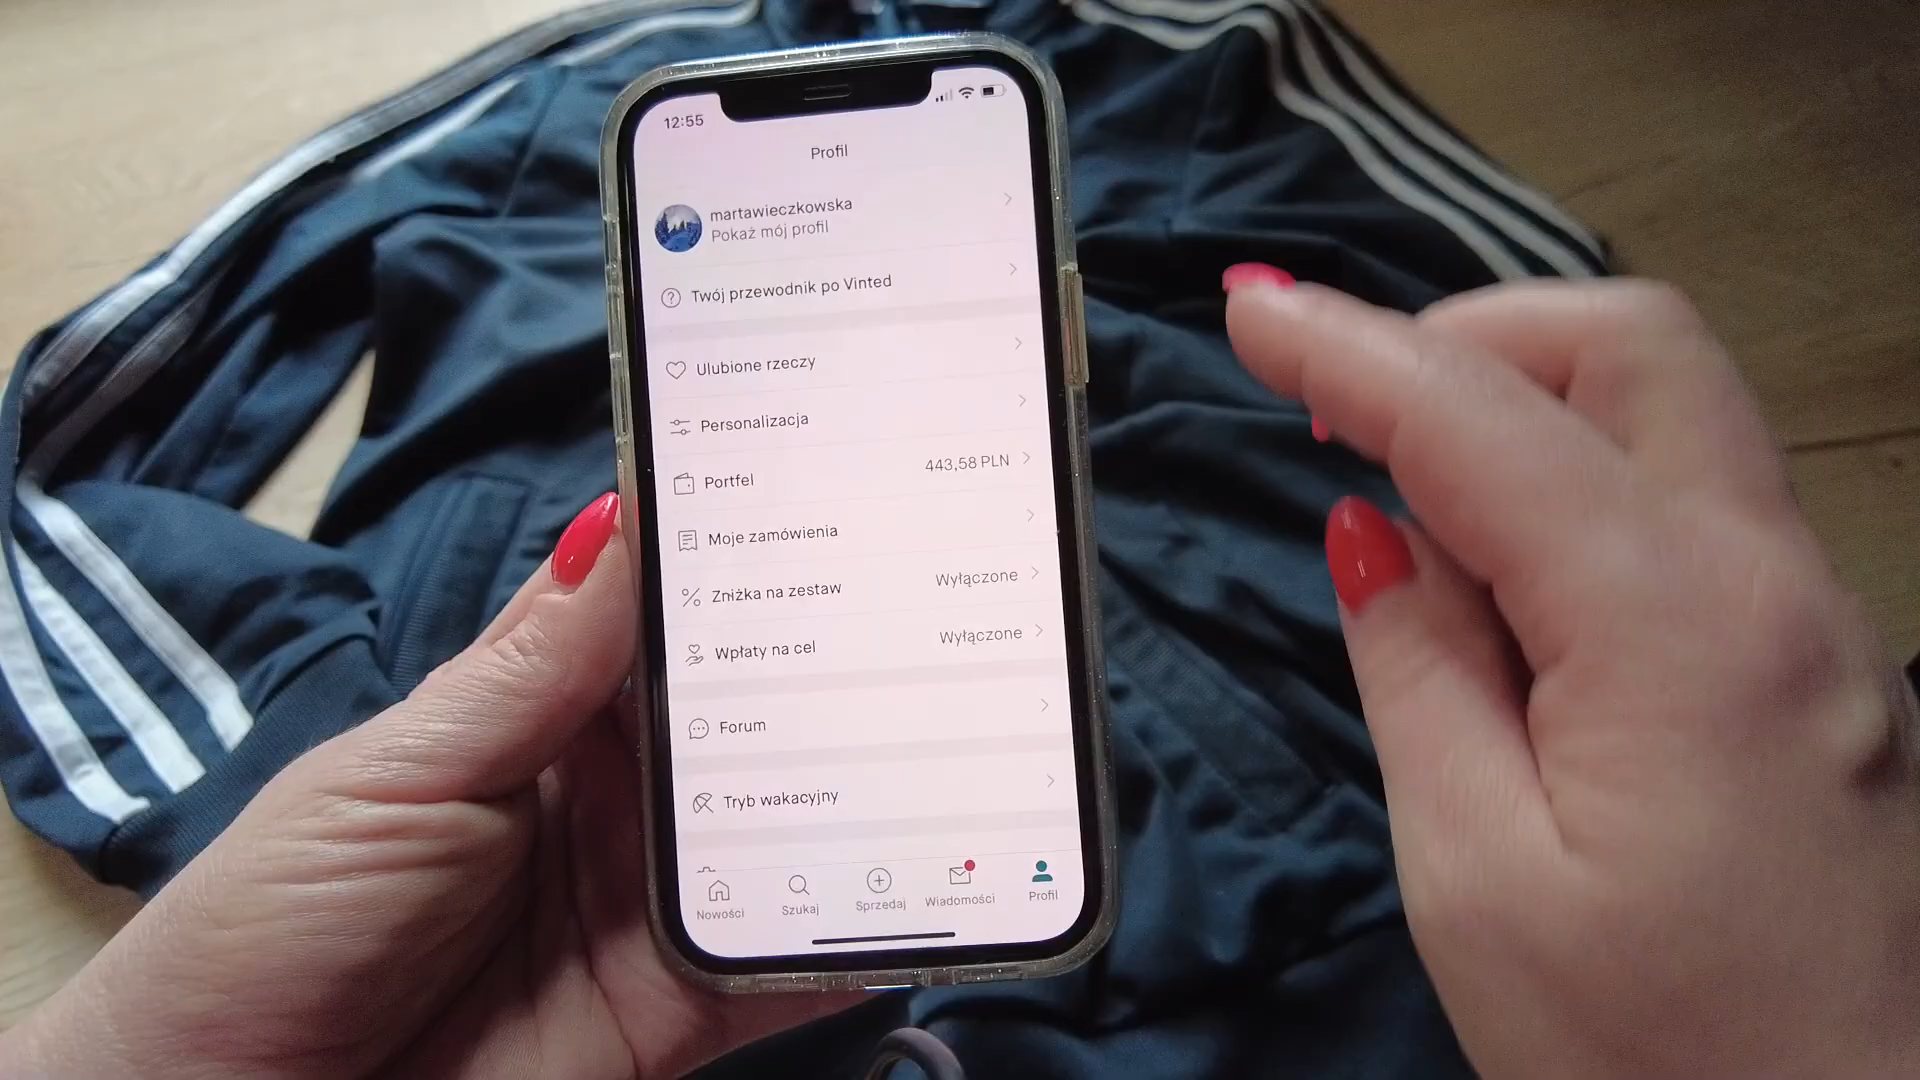 12:55
Profil
martawieczkowska
Pokaż mój profil
Twój przewodnik po Vinted
Ulubione rzeczy
Personalizacja
Portfel 443,58 PLN
Moje zamówienia
Zniżka na zestaw Wyłączone
Wpłaty na cel Wyłączone
Forum
Tryb wakacyjny
Nowości Szukaj Sprzedaj Wiadomości Profil